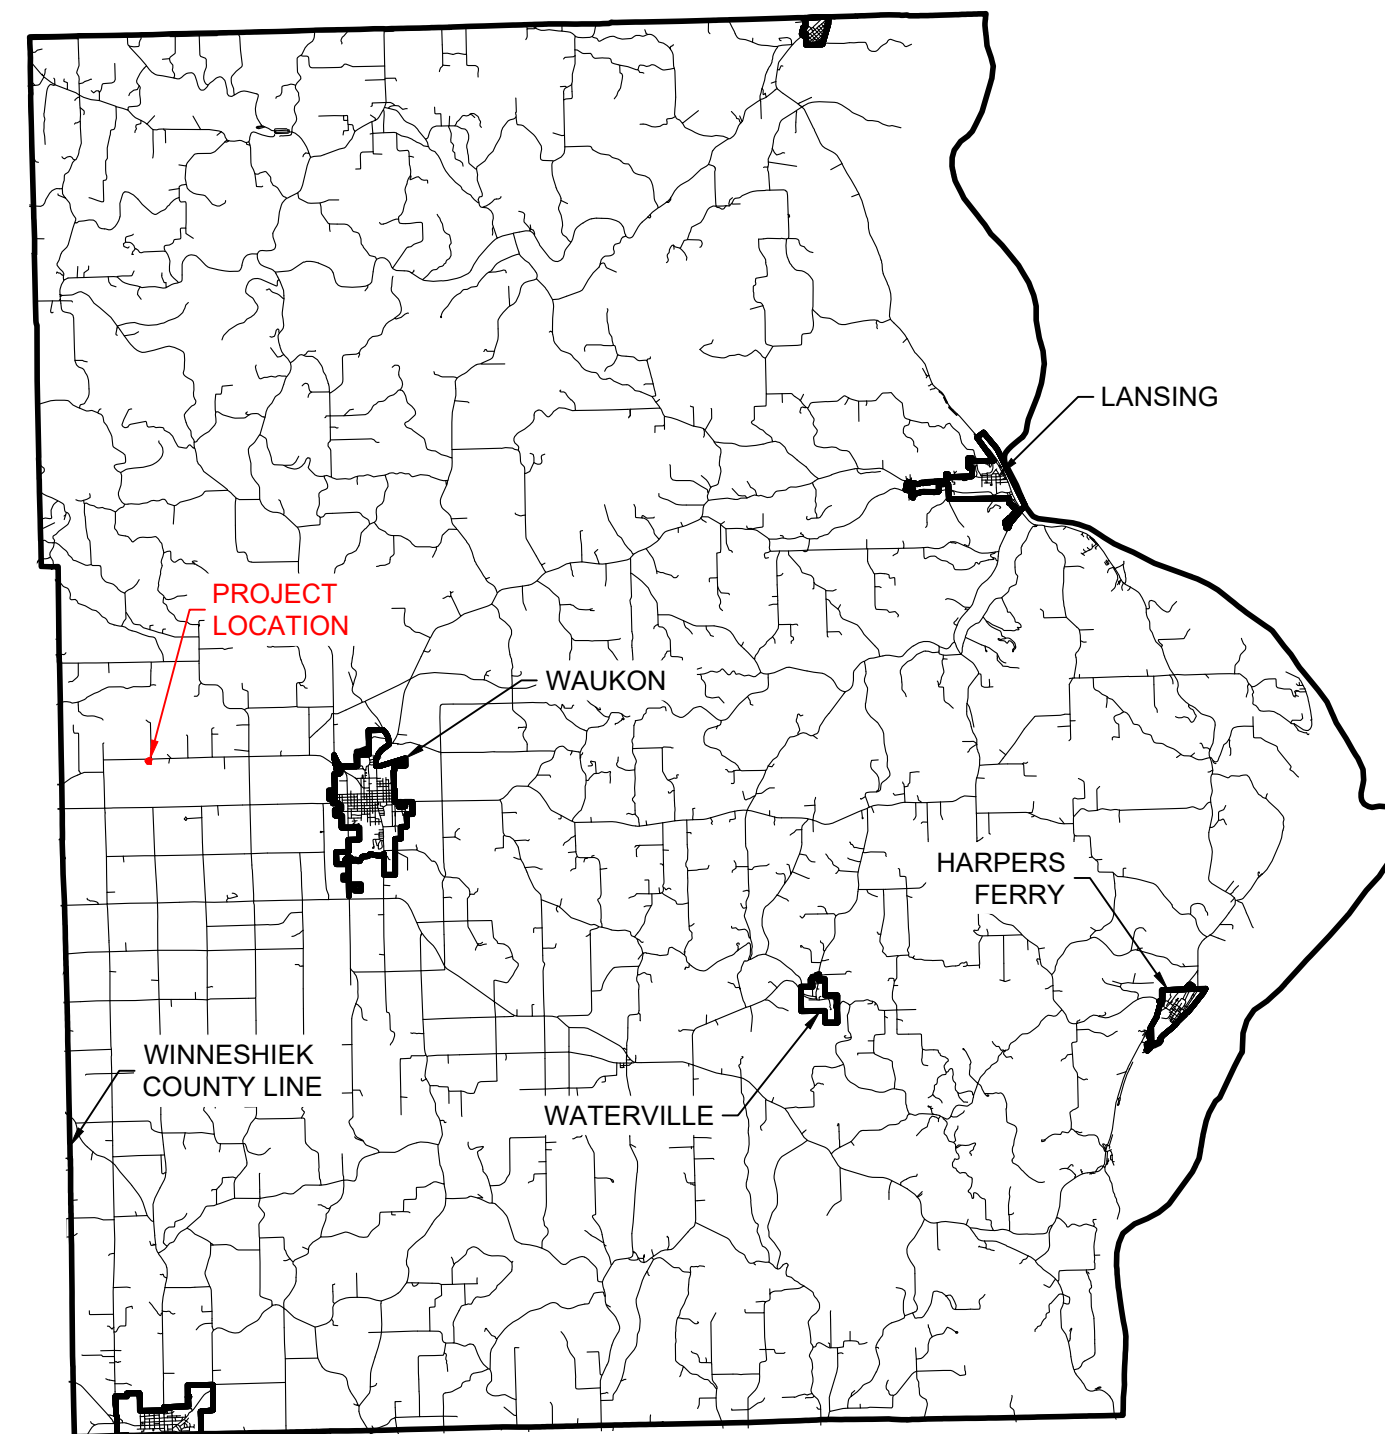 LANSING
PROJECT
LOCATION
WAUKON
HARPERS
FERRY
WINNESHIEK
COUNTY LINE
WATERVILLE